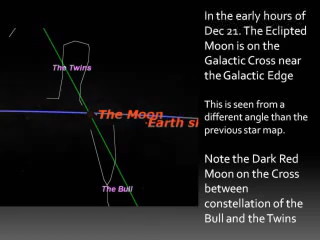 The Twins
The Moon
Earth s
The Bull
In the early hours of
Dec 21. The Eclipted
Moon is on the
Galactic Cross near
the Galactic Edge
This is seen from a
different angle than the
previous star map.
Note the Dark Red
Moon on the Cross
between
constellation of the
Bull and the Twins